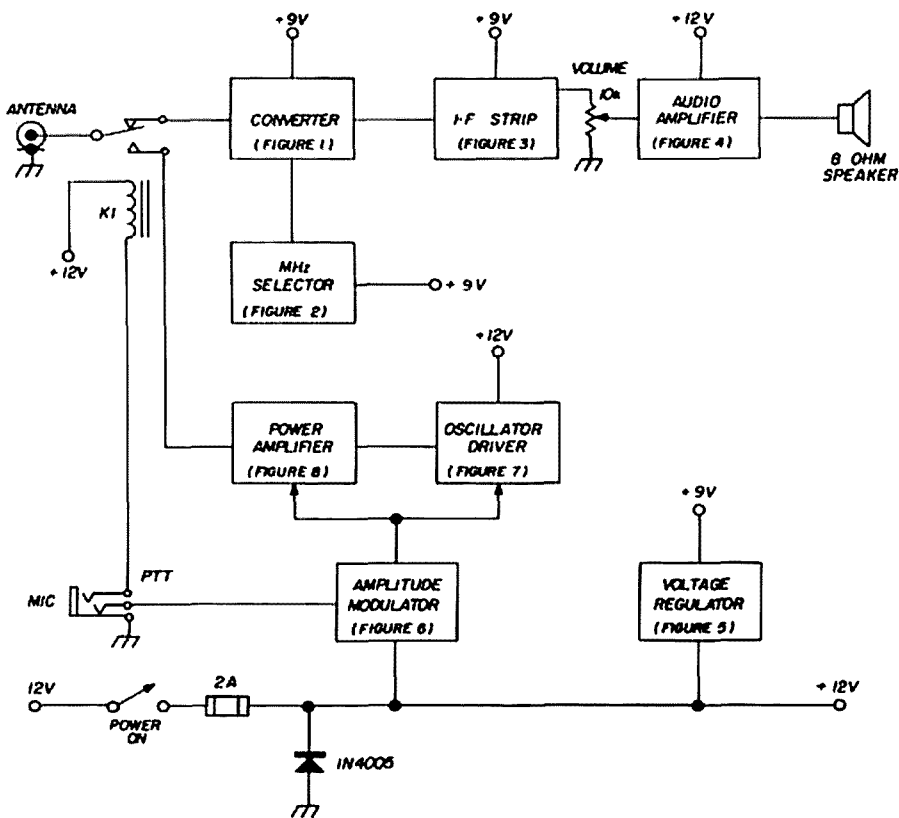 +9V
+9V
+12V
VOLUME
10k
ANTENNA
CONVERTER
(FIGURE 1)
I-F STRIP
(FIGURE 3)
AUDIO
AMPLIFIER
(FIGURE 4)
8 OHM
SPEAKER
K1
+12V
MHz
SELECTOR
(FIGURE 2)
+9V
+12V
POWER
AMPLIFIER
(FIGURE 8)
OSCILLATOR
DRIVER
(FIGURE 7)
+9V
PTT
MIC
AMPLITUDE
MODULATOR
(FIGURE 6)
VOLTAGE
REGULATOR
(FIGURE 5)
12V
2A
+12V
POWER
ON
1N4005